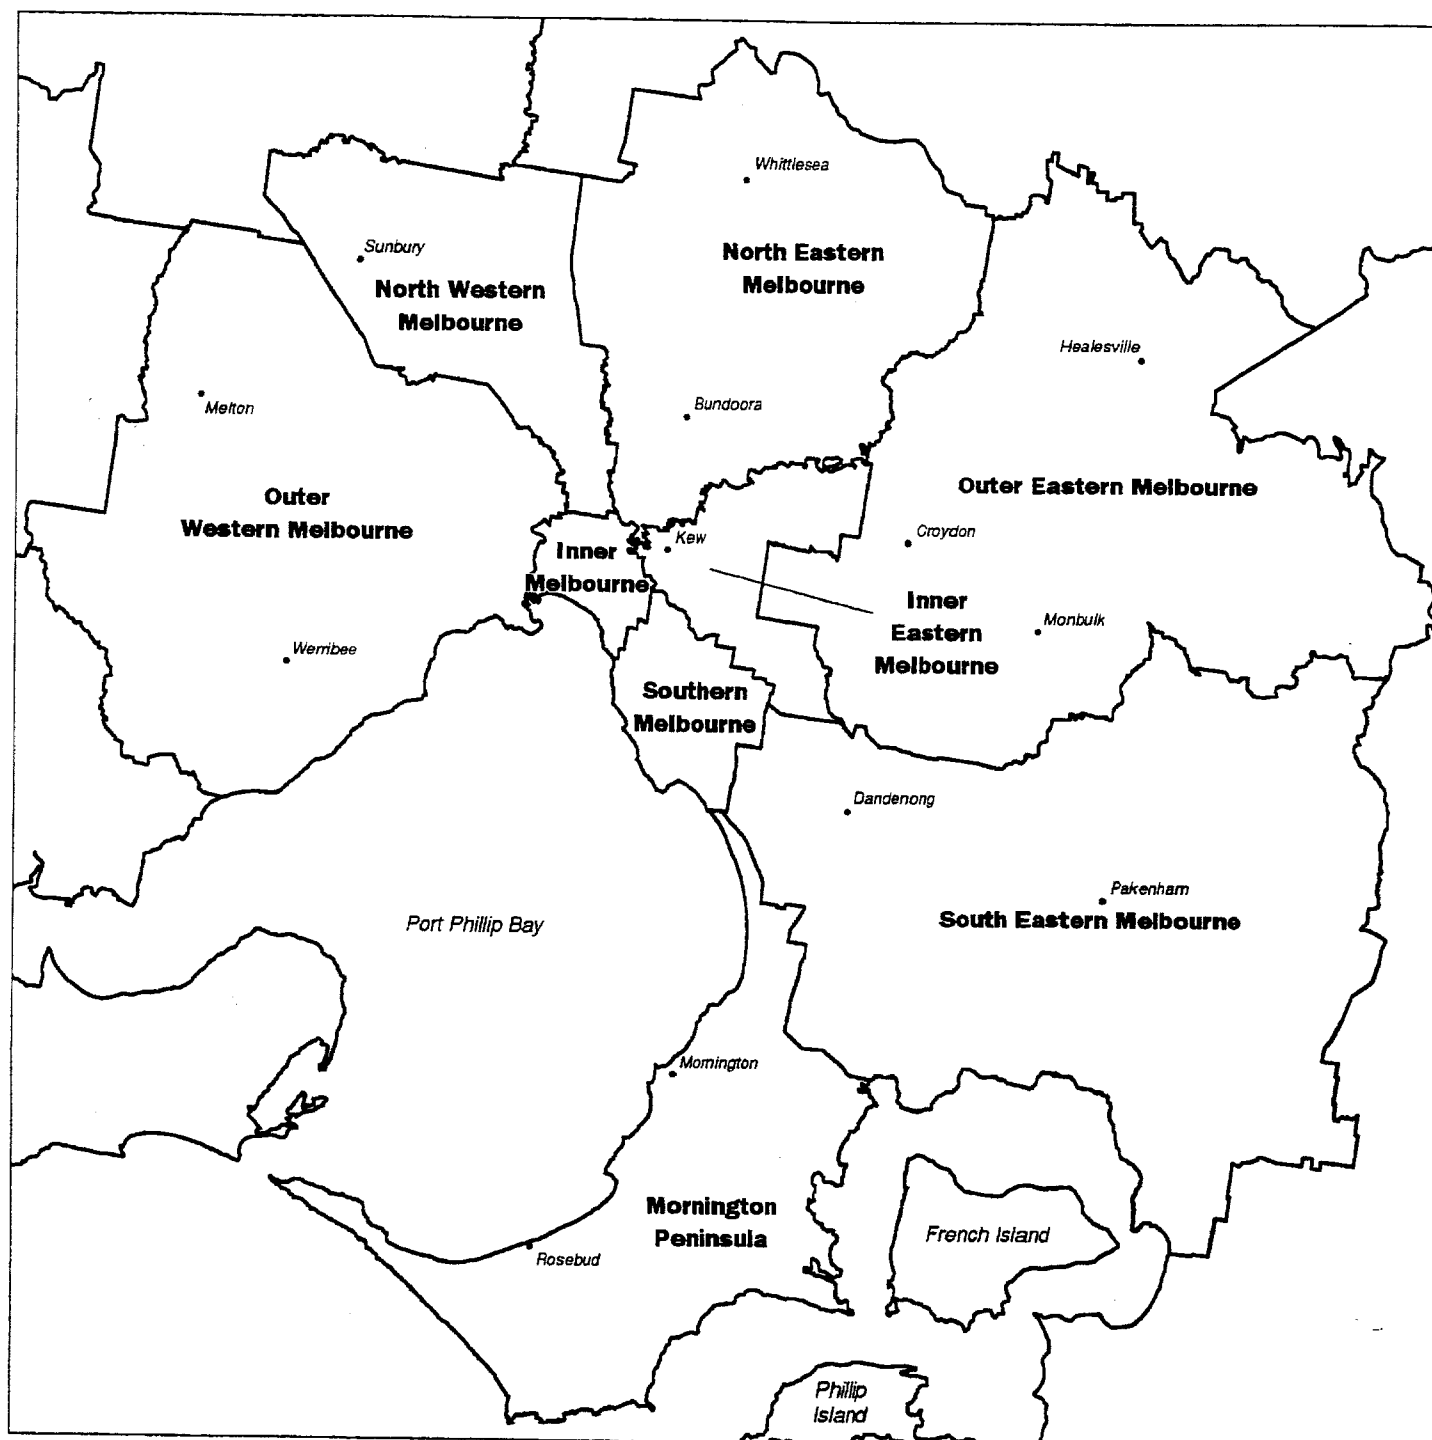 Whittlesea
Sunbury
North Eastern
Melbourne
North Western
Melbourne
Healesville
Melton
Bundoora
Outer
Western Melbourne
Outer Eastern Melbourne
Croydon
Kew
Inner
Melbourne
Inner
Eastern
Melbourne
Monbulk
Werribee
Southern
Melbourne
Dandenong
Pakenham
South Eastern Melbourne
Port Phillip Bay
Mornington
Mornington
Peninsula
French Island
Rosebud
Phillip
Island